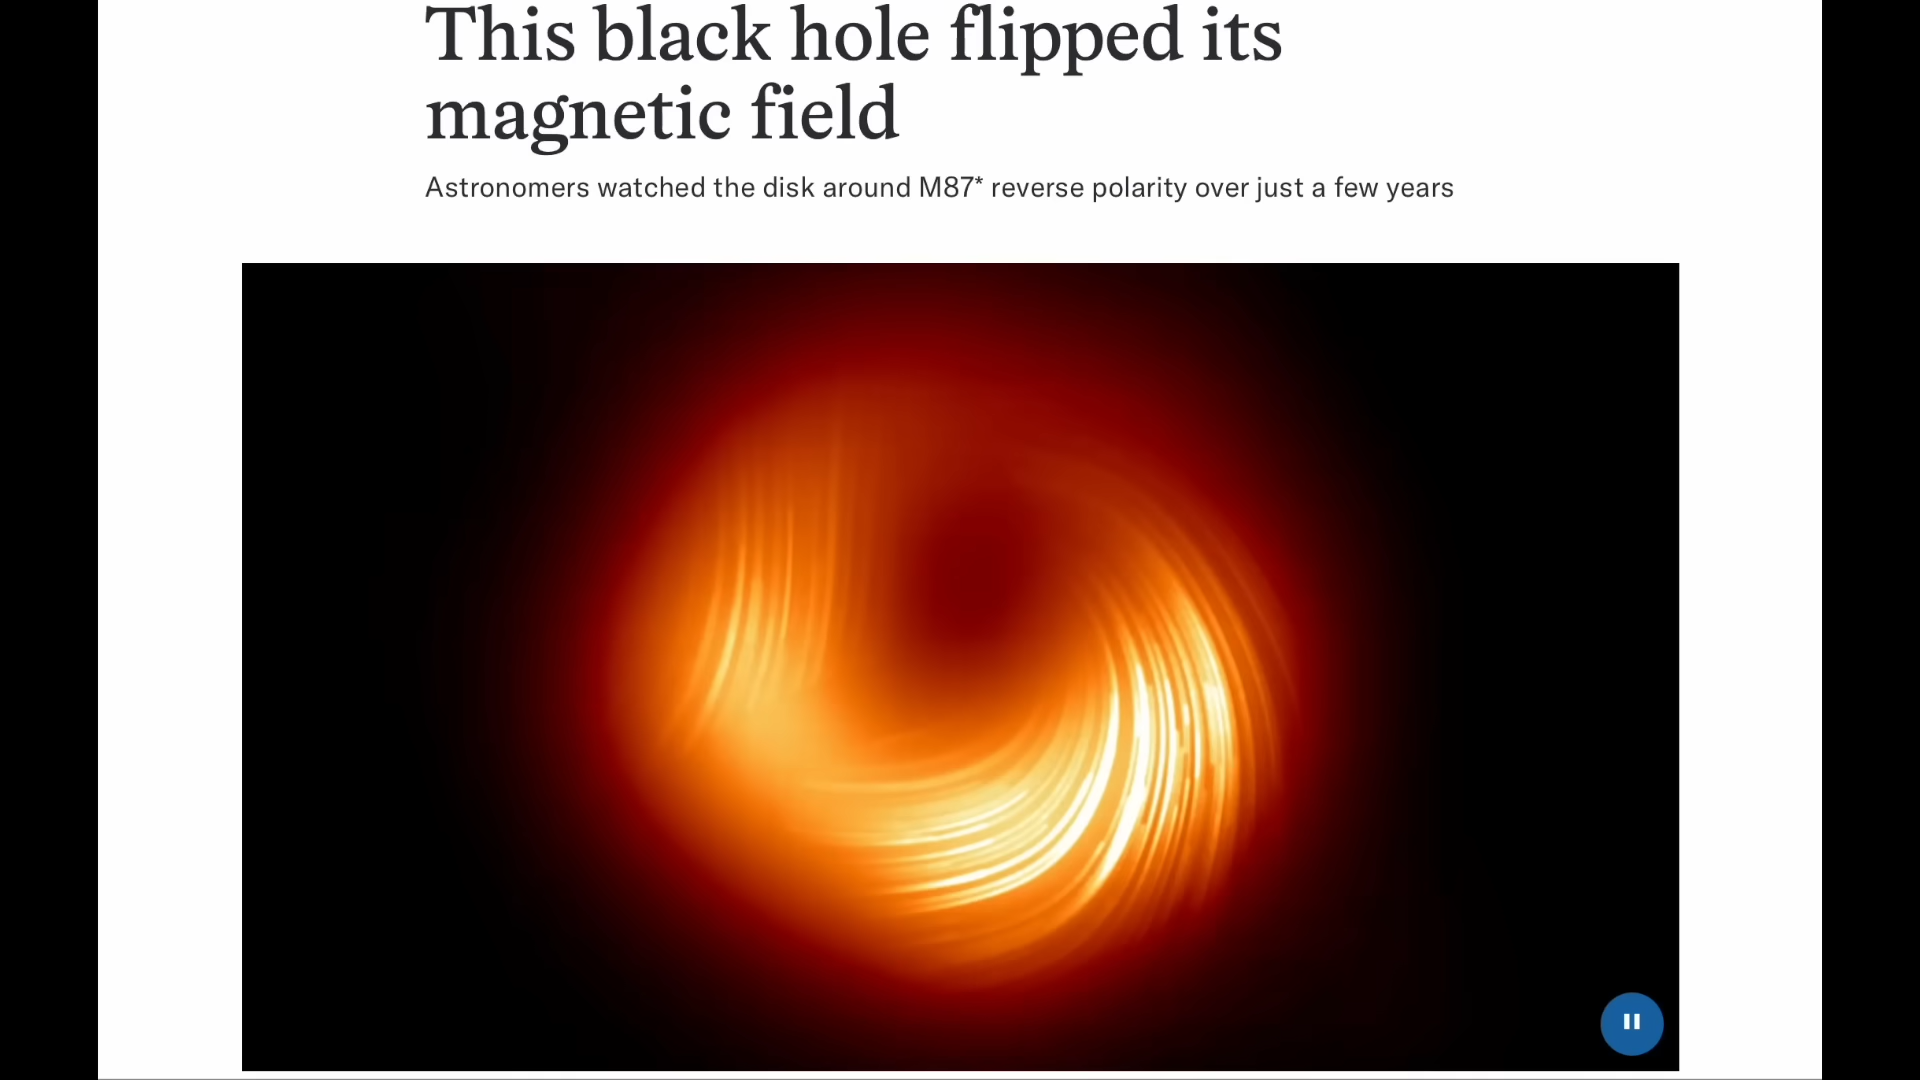 This black hole flipped its
magnetic field
Astronomers watched the disk around M87* reverse polarity over just a few years